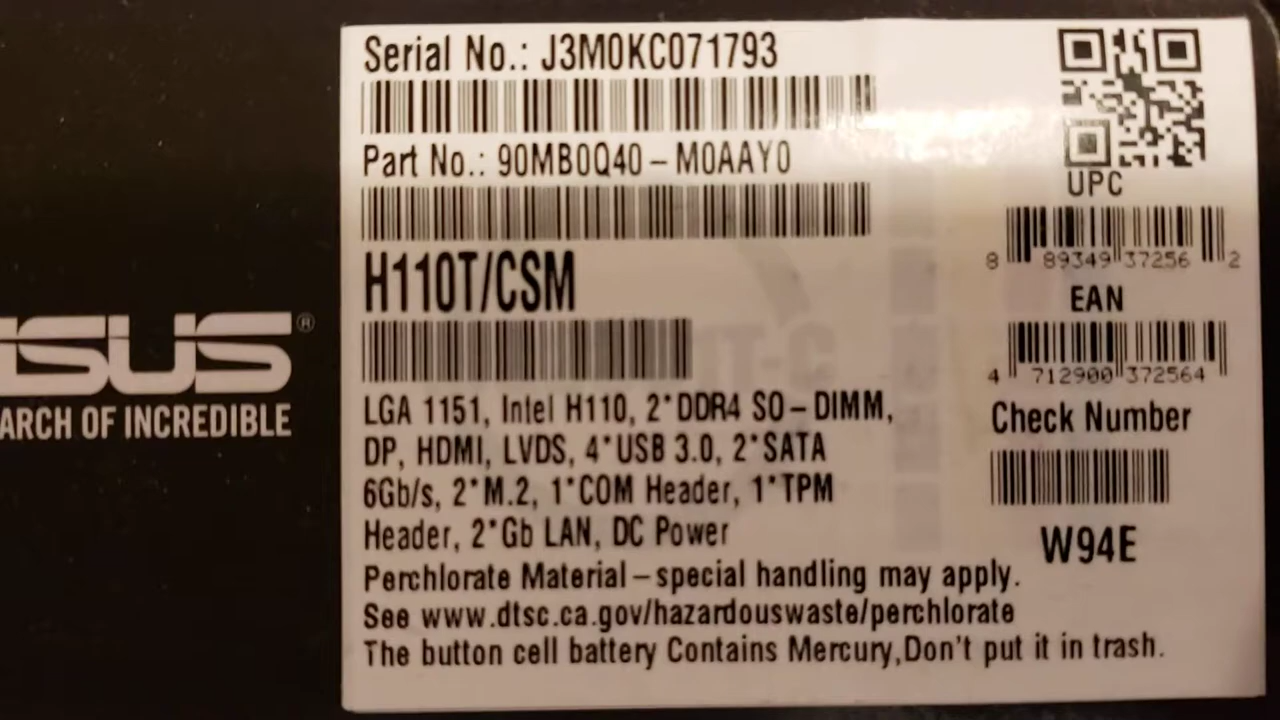 Serial No.: J3M0KC071793
Part No.: 90MB0Q40-M0AAY0
H110T/CSM
LGA 1151, Intel H110, 2*DDR4 SO-DIMM,
DP, HDMI, LVDS, 4*USB 3.0, 2*SATA
6Gb/s, 2*M.2, 1*COM Header, 1*TPM
Header, 2*Gb LAN, DC Power
Perchlorate Material-special handling may apply.
See www.dtsc.ca.gov/hazardouswaste/perchlorate
The button cell battery Contains Mercury,Don't put it in trash.
UPC
8 89349 37256 2
EAN
4 712900 372564
Check Number
W94E
SUS®
ARCH OF INCREDIBLE